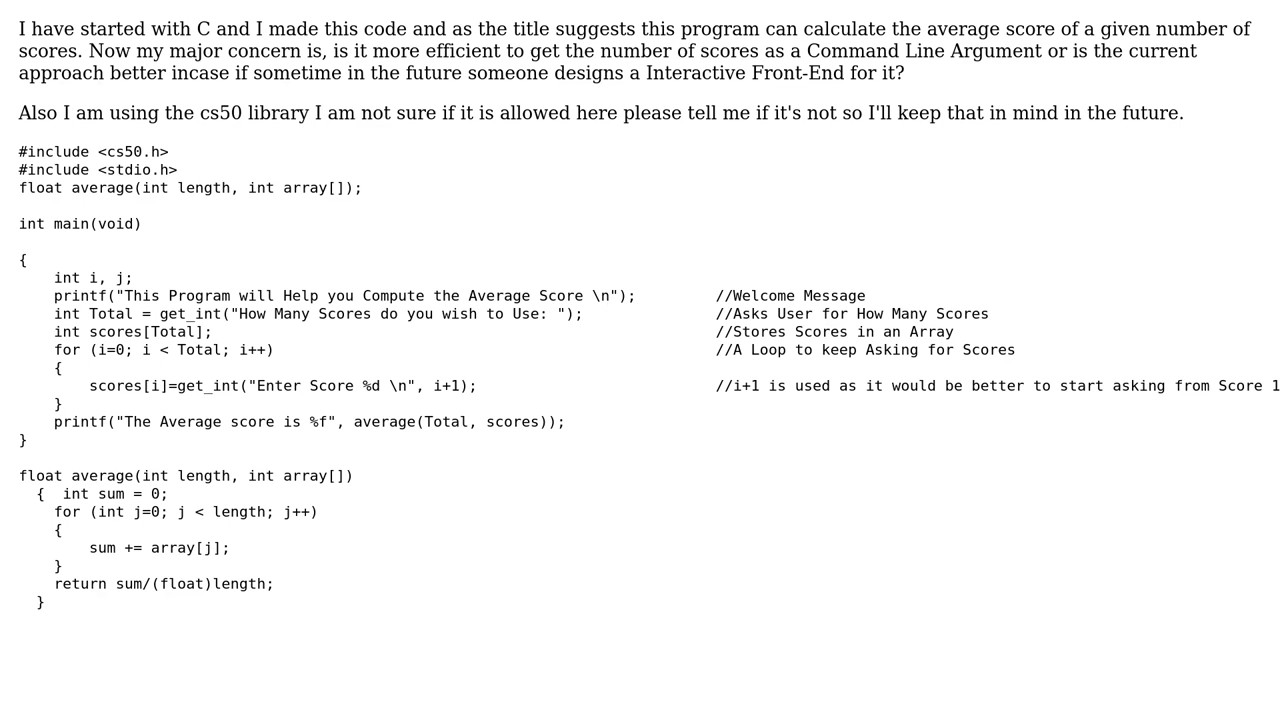 I have started with C and I made this code and as the title suggests this program can calculate the average score of a given number of
scores. Now my major concern is, is it more efficient to get the number of scores as a Command Line Argument or is the current
approach better incase if sometime in the future someone designs a Interactive Front-End for it?
Also I am using the cs50 library I am not sure if it is allowed here please tell me if it's not so I'll keep that in mind in the future.
#include <cs50.h>
#include <stdio.h>
float average(int length, int array[]);
int main(void)
{
    int i, j;
    printf("This Program will Help you Compute the Average Score \n");         //Welcome Message
    int Total = get_int("How Many Scores do you wish to Use: ");               //Asks User for How Many Scores
    int scores[Total];                                                         //Stores Scores in an Array
    for (i=0; i < Total; i++)                                                  //A Loop to keep Asking for Scores
    {
        scores[i]=get_int("Enter Score %d \n", i+1);                           //i+1 is used as it would be better to start asking from Score 1
    }
    printf("The Average score is %f", average(Total, scores));
}
float average(int length, int array[])
  {  int sum = 0;
    for (int j=0; j < length; j++)
    {
        sum += array[j];
    }
    return sum/(float)length;
  }